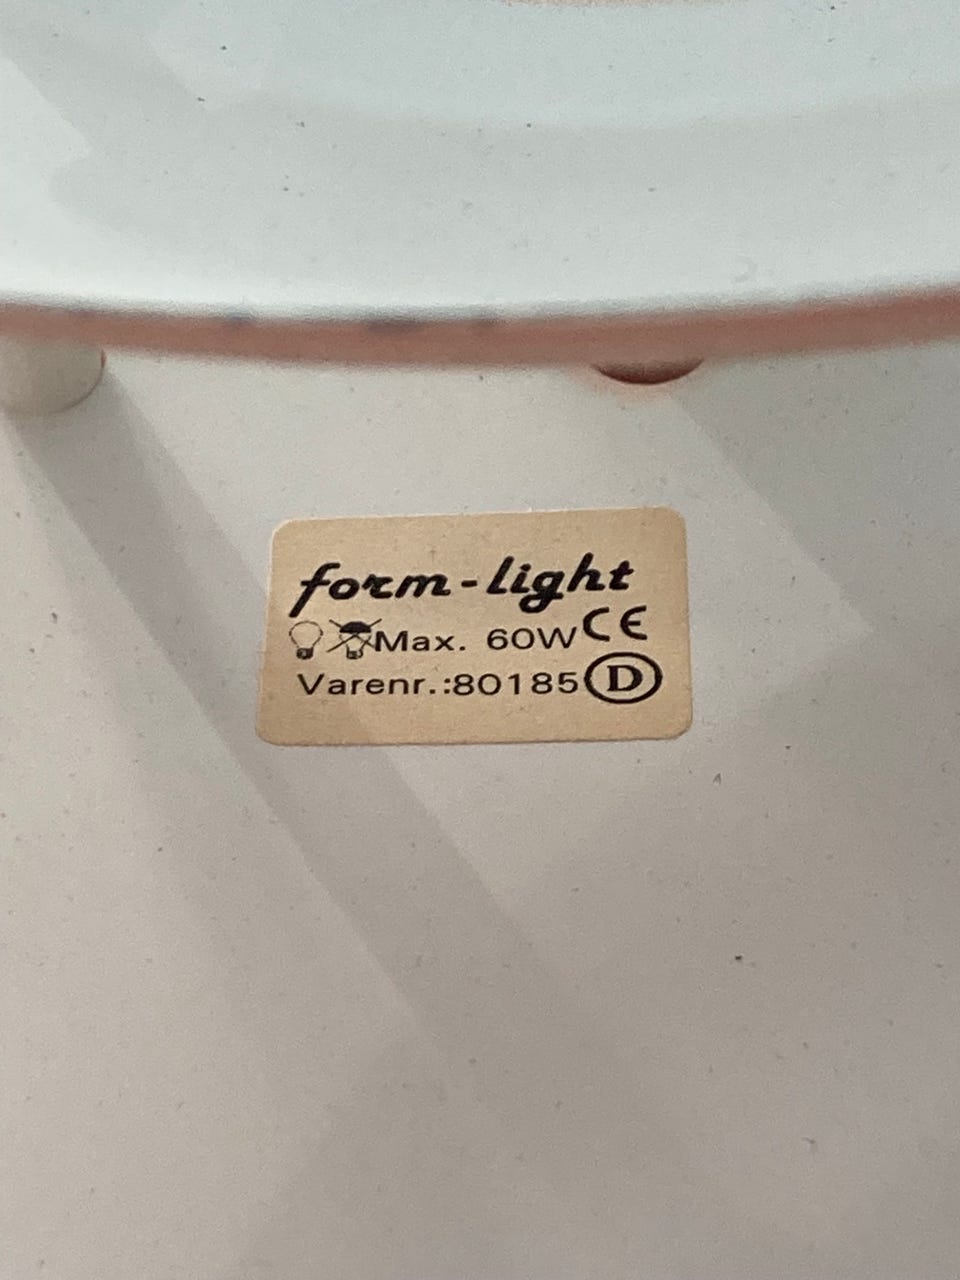 form-light
Max. 60W CE
Varenr.:80185 D